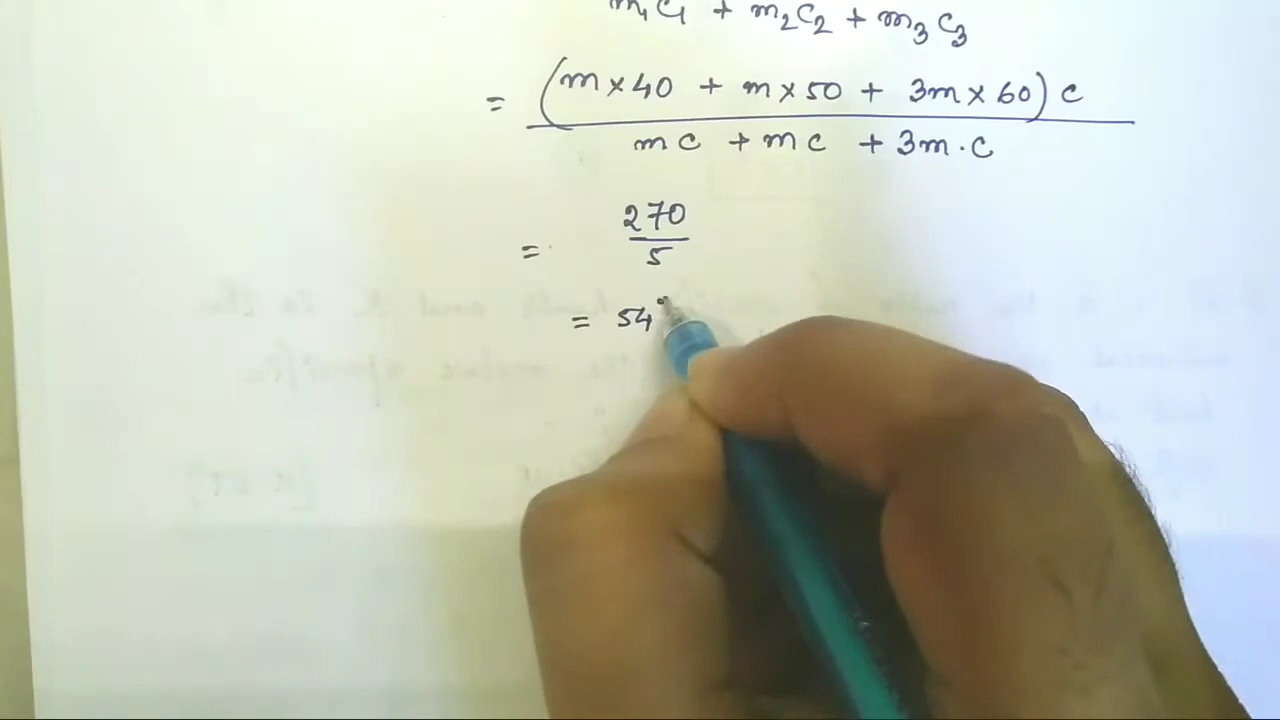 m₁c₁ + m₂c₂ + m₃c₃
= (m×40 + m×50 + 3m×60) c
mc + mc + 3m.c
= 270
5
= 54°